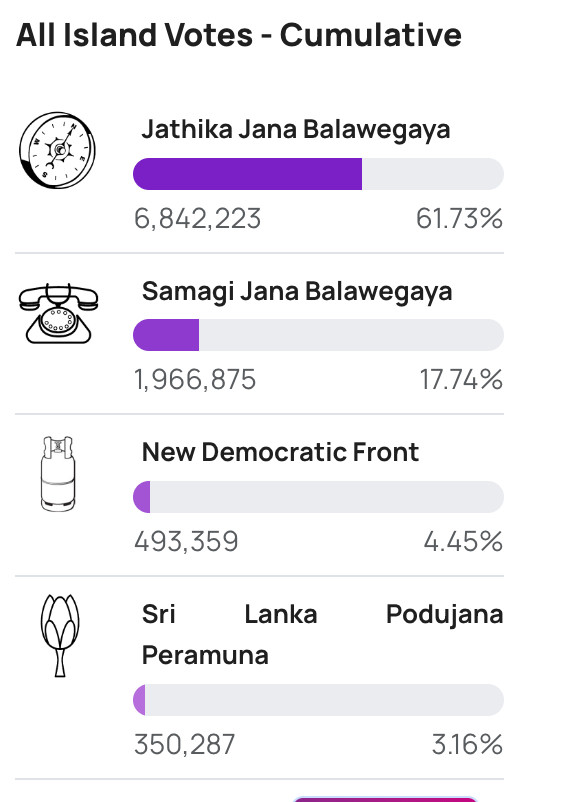 All Island Votes - Cumulative
Jathika Jana Balawegaya
6,842,223 61.73%
Samagi Jana Balawegaya
1,966,875 17.74%
New Democratic Front
493,359 4.45%
Sri Lanka Podujana
Peramuna
350,287 3.16%